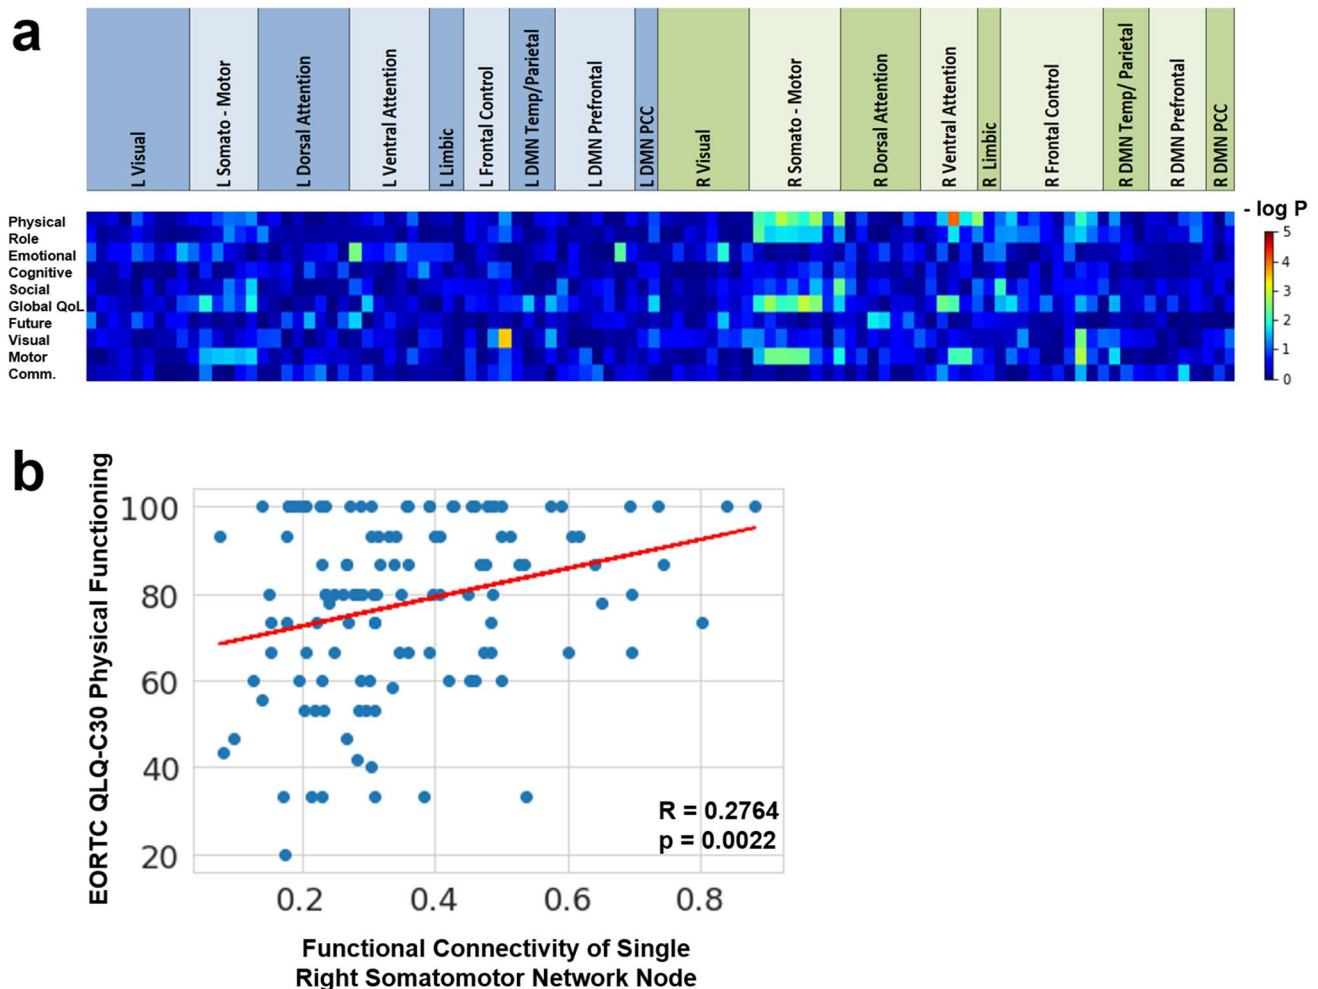 a
L Visual
L Somato - Motor
L Dorsal Attention
L Ventral Attention
L Limbic
L Frontal Control
L DMN Temp/Parietal
L DMN Prefrontal
L DMN PCC
R Visual
R Somato - Motor
R Dorsal Attention
R Ventral Attention
R Limbic
R Frontal Control
R DMN Temp/ Parietal
R DMN Prefrontal
R DMN PCC
- log P
Physical
Role
Emotional
Cognitive
Social
Global QoL
Future
Visual
Motor
Comm.
5
4
3
2
1
0
b
EORTC QLQ-C30 Physical Functioning
100
80
60
40
20
R = 0.2764
p = 0.0022
0.2 0.4 0.6 0.8
Functional Connectivity of Single
Right Somatomotor Network Node